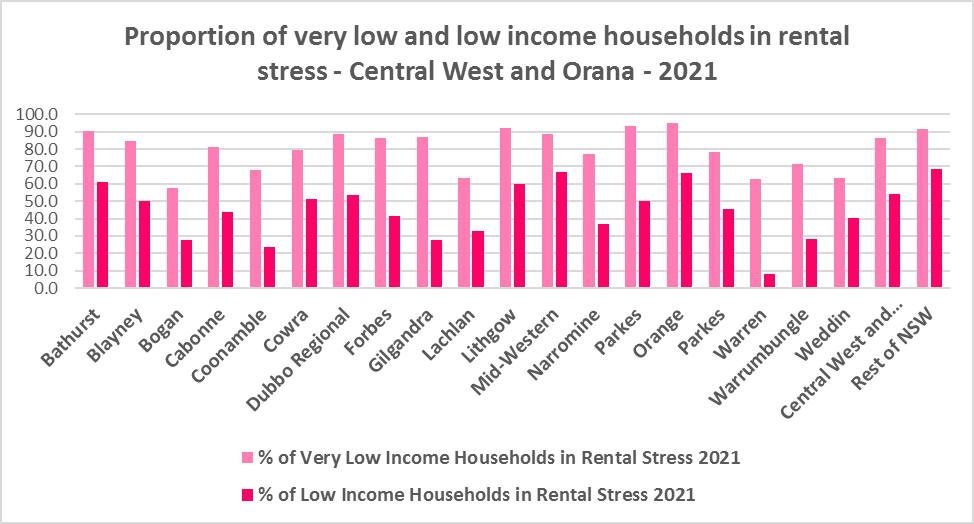 Proportion of very low and low income households in rental
stress - Central West and Orana - 2021
100.0
90.0
80.0
70.0
60.0
50.0
40.0
30.0
20.0
10.0
0.0
Bathurst
Blayney
Bogan
Cabonne
Coonamble
Cowra
Dubbo Regional
Forbes
Gilgandra
Lachlan
Lithgow
Mid-Western
Narromine
Parkes
Orange
Parkes
Warren
Warrumbungle
Weddin
Central West and...
Rest of NSW
% of Very Low Income Households in Rental Stress 2021
% of Low Income Households in Rental Stress 2021